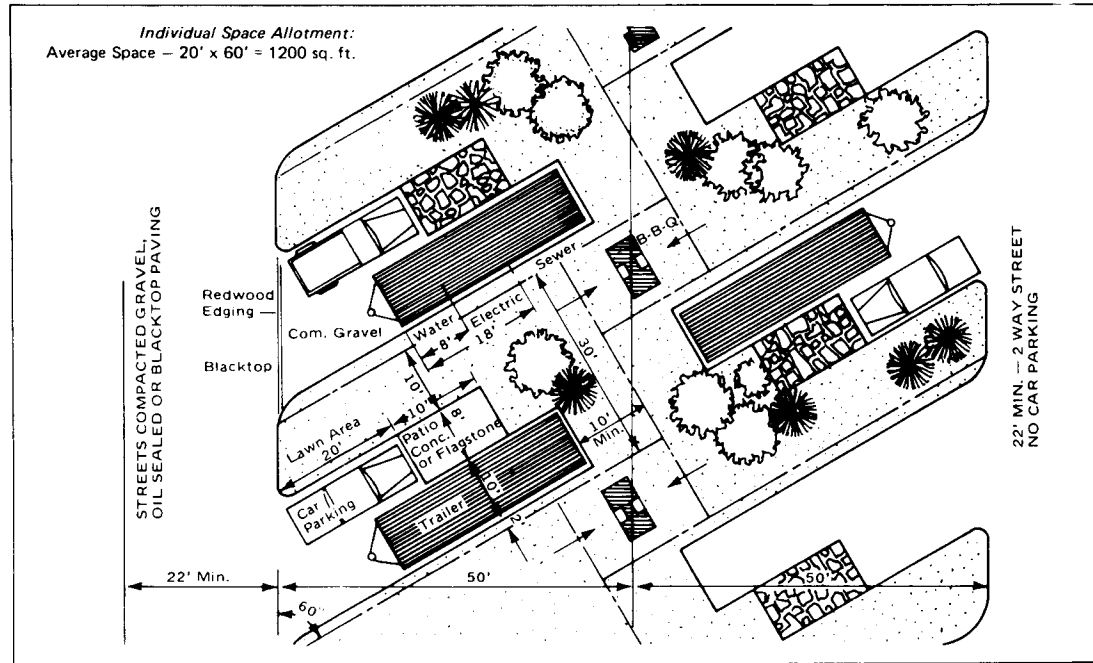 Individual Space Allotment:
Average Space – 20' x 60' = 1200 sq. ft.
STREETS COMPACTED GRAVEL,
OIL SEALED OR BLACKTOP PAVING
Redwood
Edging
Com. Gravel
Blacktop
Water
Electric
Sewer
B-B-Q
8'
18'
30'
10'
10'
8'
10'
Min.
Lawn Area
20'
Patio
Conc.
or Flagstone
10'
Car
Parking
Trailer
2'
22' Min.
50'
50'
60
22' MIN. – 2 WAY STREET
NO CAR PARKING